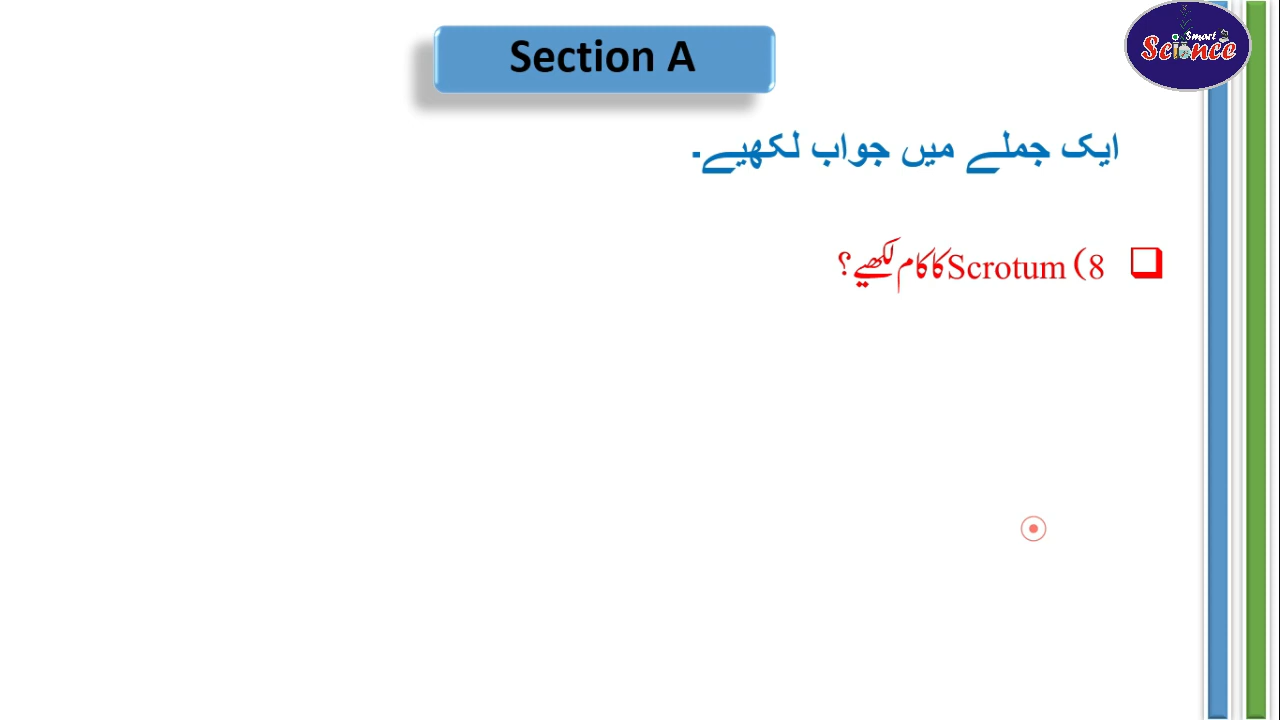 Section A
Smart
Science
ایک جملے میں جواب لکھیے۔
8) Scrotum کا کام لکھیے؟